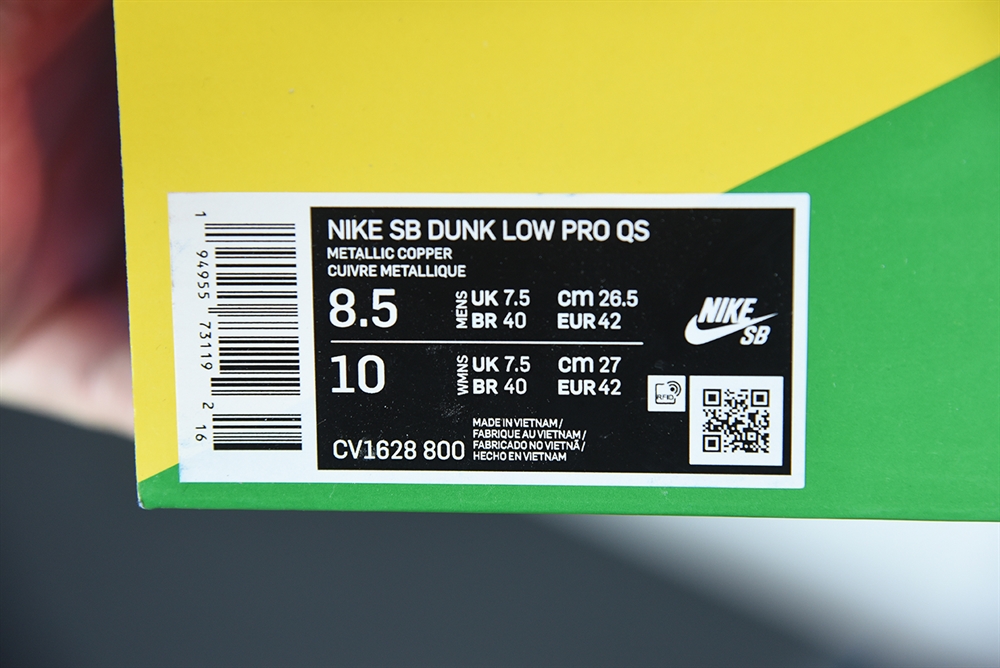 1 94955 73119 2 16
NIKE SB DUNK LOW PRO QS
METALLIC COPPER
CUIVRE METALLIQUE
8.5 MENS UK 7.5 CM 26.5
BR 40 EUR 42
10 WMNS UK 7.5 CM 27
BR 40 EUR 42
NIKE
SB
RFID
CV1628 800
MADE IN VIETNAM /
FABRIQUE AU VIETNAM /
FABRICADO NO VIETNÃ /
HECHO EN VIETNAM